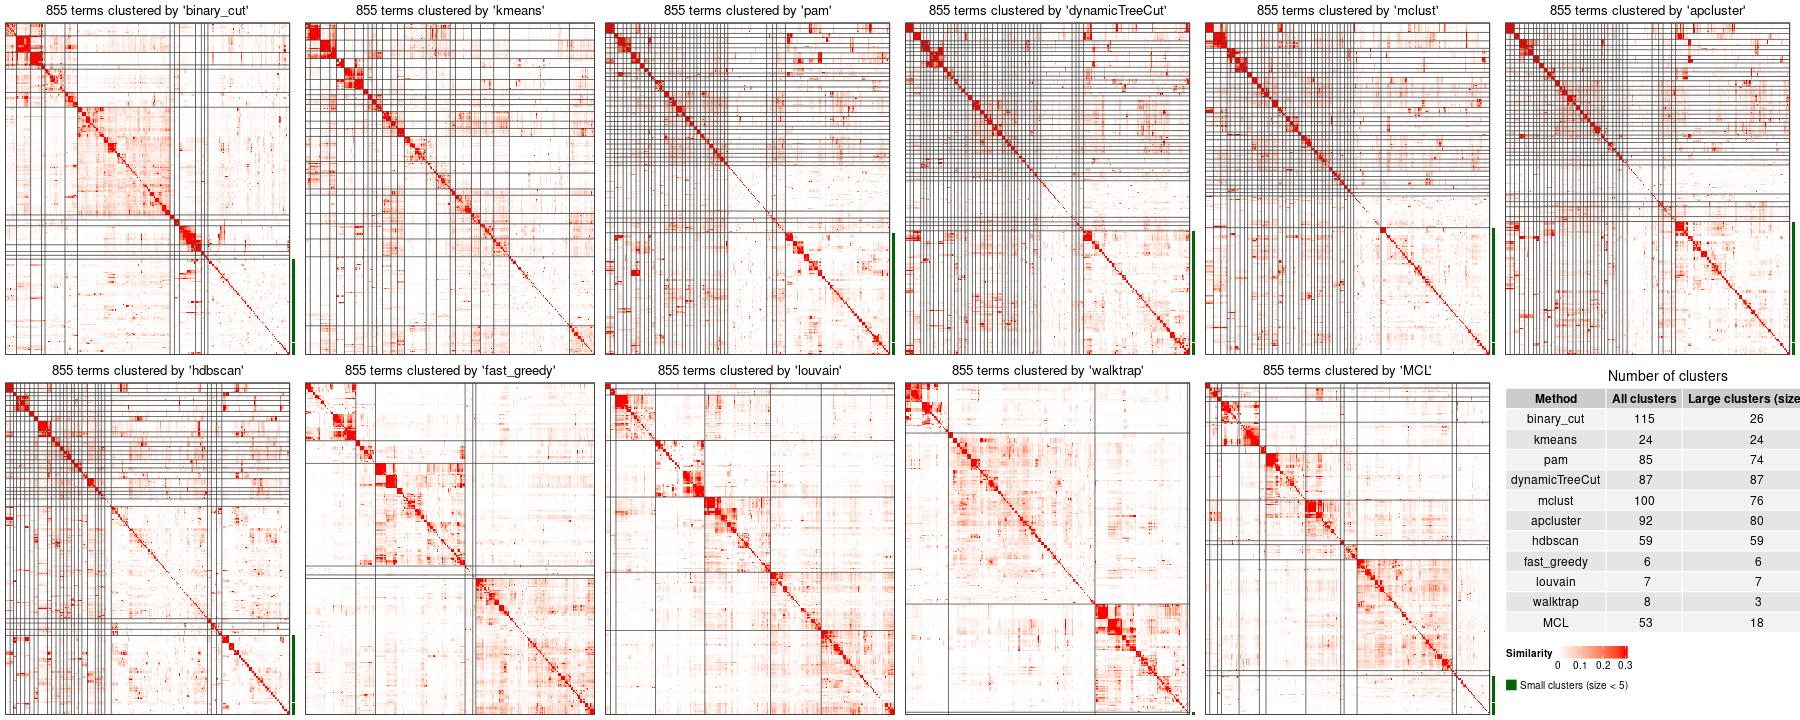 855 terms clustered by 'binary_cut'
855 terms clustered by 'kmeans'
855 terms clustered by 'pam'
855 terms clustered by 'dynamicTreeCut'
855 terms clustered by 'mclust'
855 terms clustered by 'apcluster'
855 terms clustered by 'hdbscan'
855 terms clustered by 'fast_greedy'
855 terms clustered by 'louvain'
855 terms clustered by 'walktrap'
855 terms clustered by 'MCL'
Number of clusters
Method All clusters Large clusters (size
binary_cut 115 26
kmeans 24 24
pam 85 74
dynamicTreeCut 87 87
mclust 100 76
apcluster 92 80
hdbscan 59 59
fast_greedy 6 6
louvain 7 7
walktrap 8 3
MCL 53 18
Similarity
0 0.1 0.2 0.3
Small clusters (size < 5)